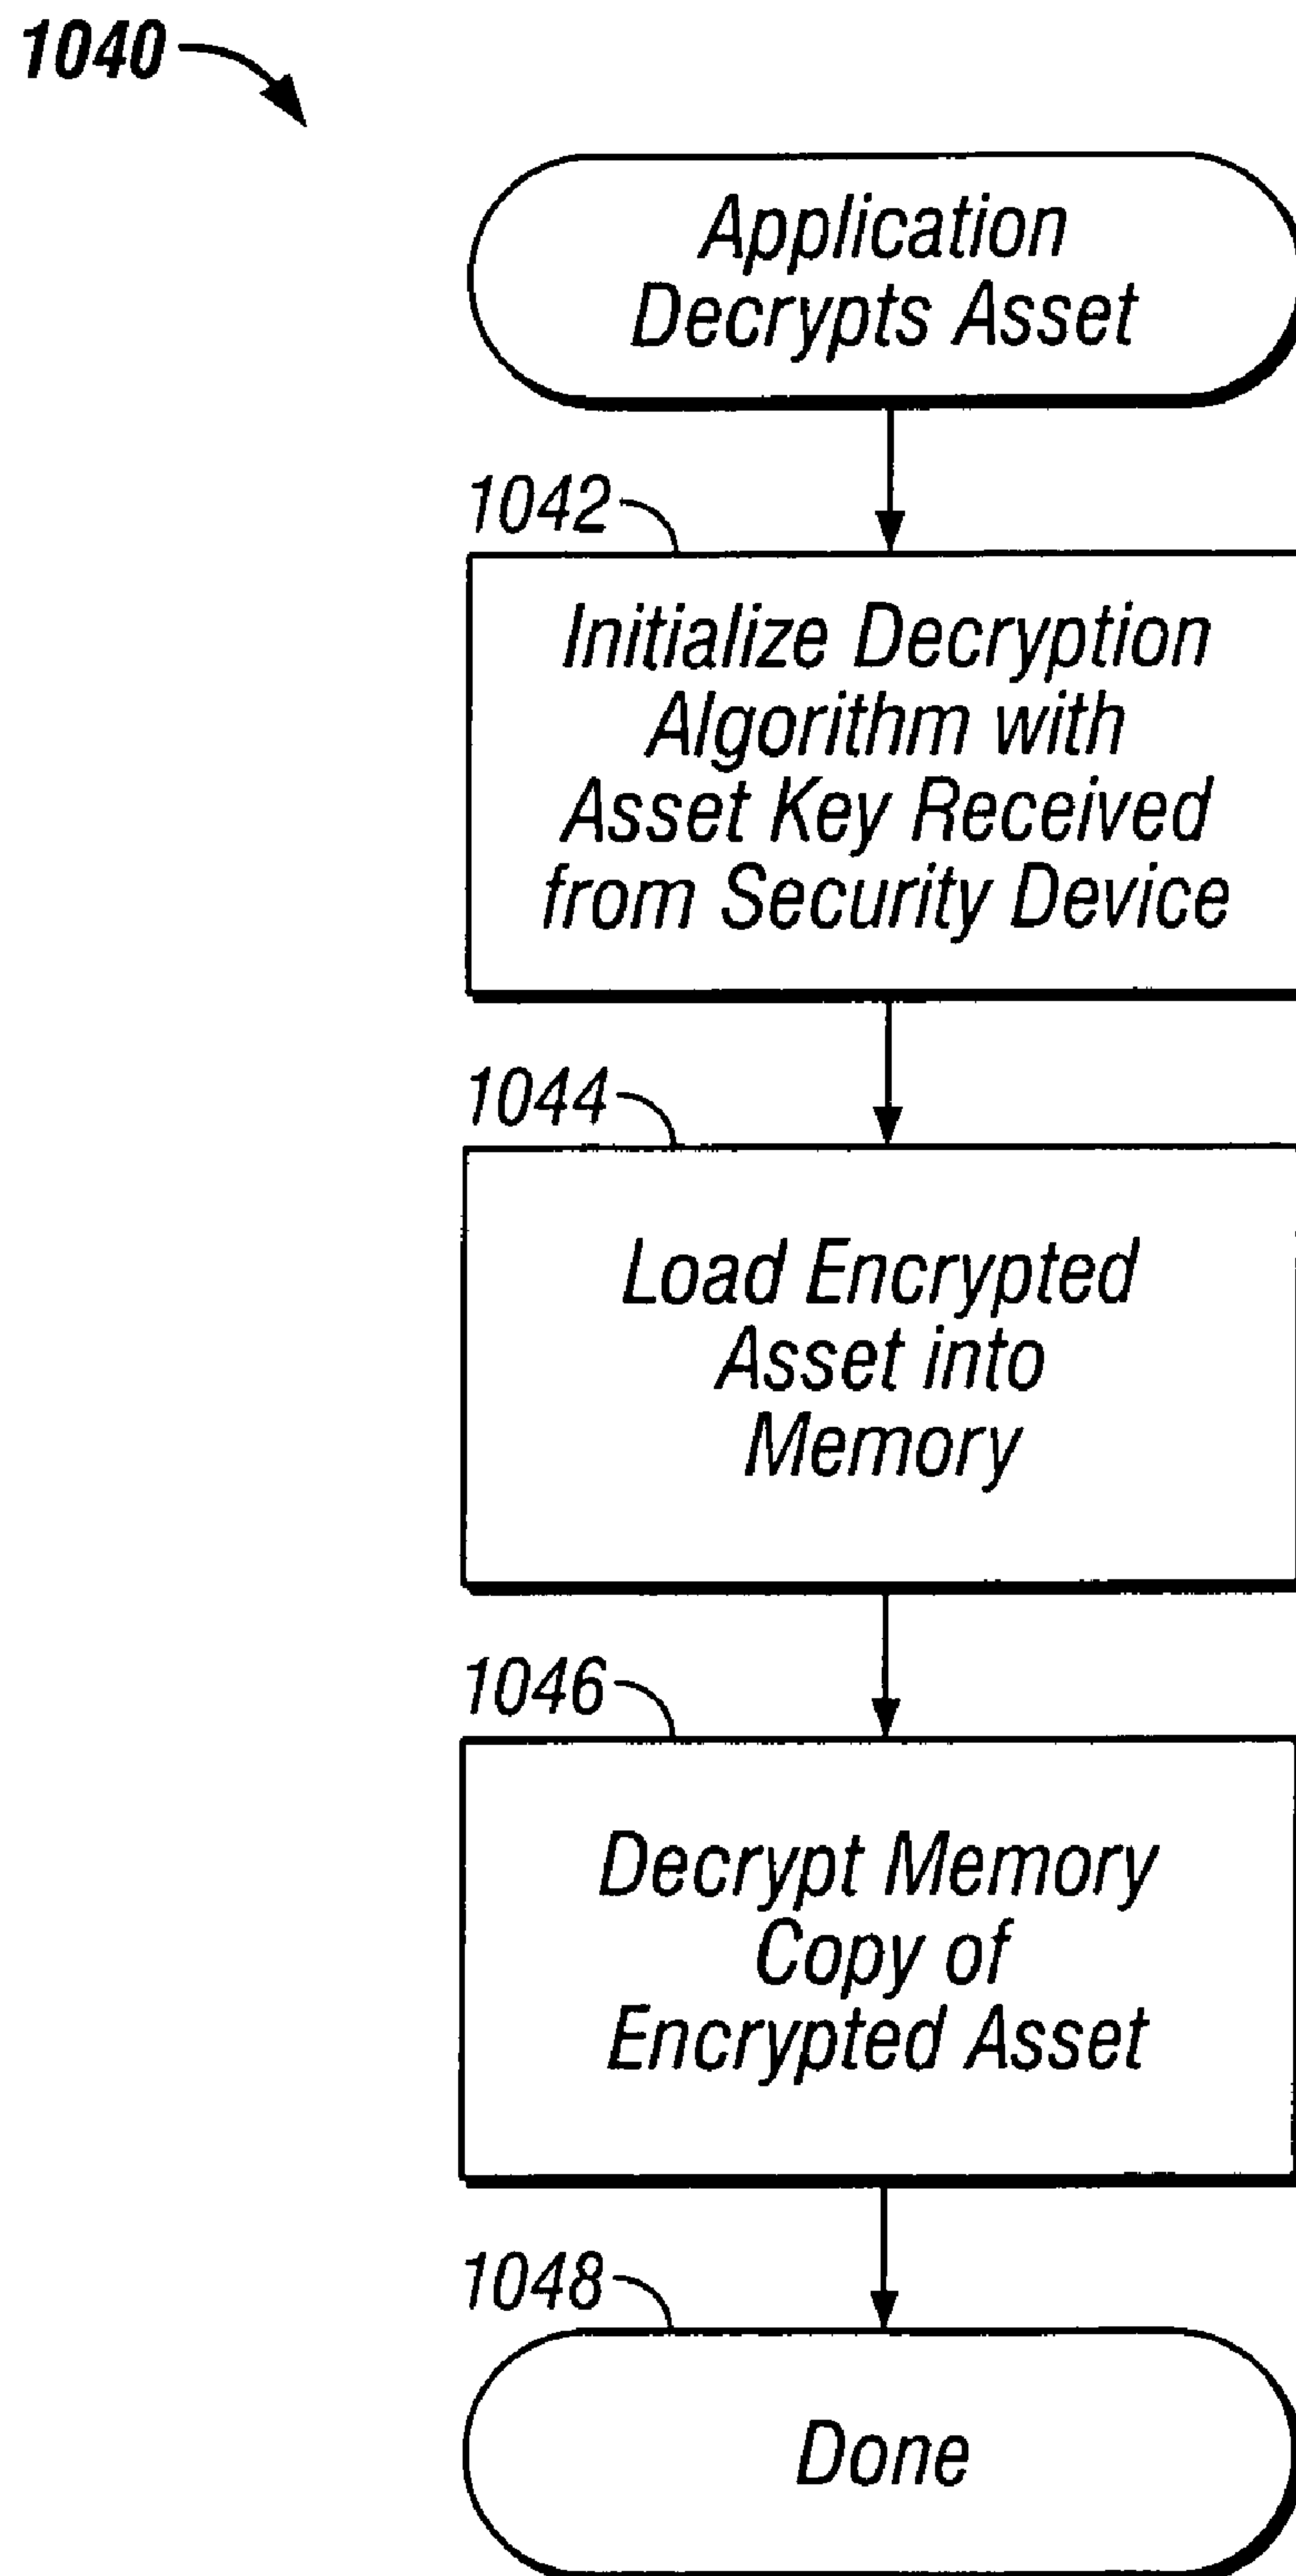 1040
Application
Decrypts Asset
1042
Initialize Decryption
Algorithm with
Asset Key Received
from Security Device
1044
Load Encrypted
Asset into
Memory
1046
Decrypt Memory
Copy of
Encrypted Asset
1048
Done